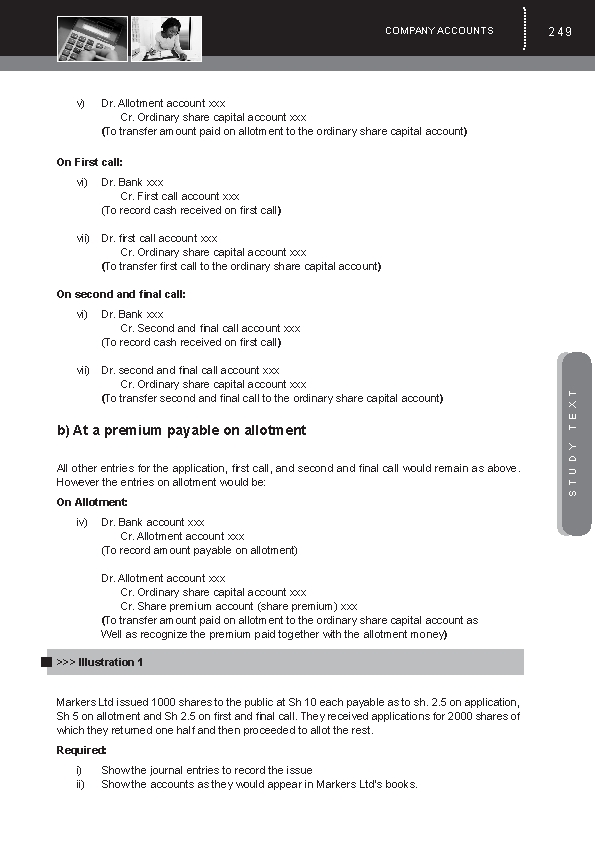 COMPANY ACCOUNTS
249
v) Dr. Allotment account xxx
Cr. Ordinary share capital account xxx
(To transfer amount paid on allotment to the ordinary share capital account)
On First call:
vi) Dr. Bank xxx
Cr. First call account xxx
(To record cash received on first call)
vii) Dr. first call account xxx
Cr. Ordinary share capital account xxx
(To transfer first call to the ordinary share capital account)
On second and final call:
vi) Dr. Bank xxx
Cr. Second and final call account xxx
(To record cash received on first call)
vii) Dr. second and final call account xxx
Cr. Ordinary share capital account xxx
(To transfer second and final call to the ordinary share capital account)
b) At a premium payable on allotment
All other entries for the application, first call, and second and final call would remain as above.
However the entries on allotment would be:
On Allotment:
iv) Dr. Bank account xxx
Cr. Allotment account xxx
(To record amount payable on allotment)
Dr. Allotment account xxx
Cr. Ordinary share capital account xxx
Cr. Share premium account (share premium) xxx
(To transfer amount paid on allotment to the ordinary share capital account as
Well as recognize the premium paid together with the allotment money)
>>> Illustration 1
Markers Ltd issued 1000 shares to the public at Sh 10 each payable as to sh. 2.5 on application,
Sh 5 on allotment and Sh 2.5 on first and final call. They received applications for 2000 shares of
which they returned one half and then proceeded to allot the rest.
Required:
i) Show the journal entries to record the issue
ii) Show the accounts as they would appear in Markers Ltd's books.
STUDY TEXT